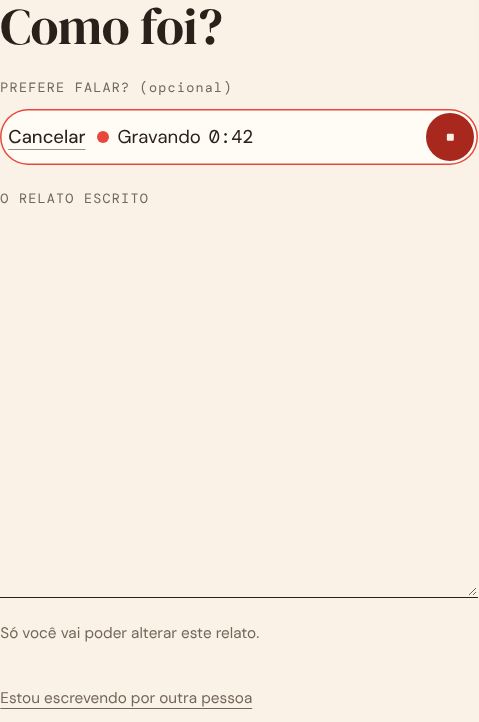 Como foi?
PREFERE FALAR? (opcional)
Cancelar Gravando 0:42
O RELATO ESCRITO
Só você vai poder alterar este relato.
Estou escrevendo por outra pessoa